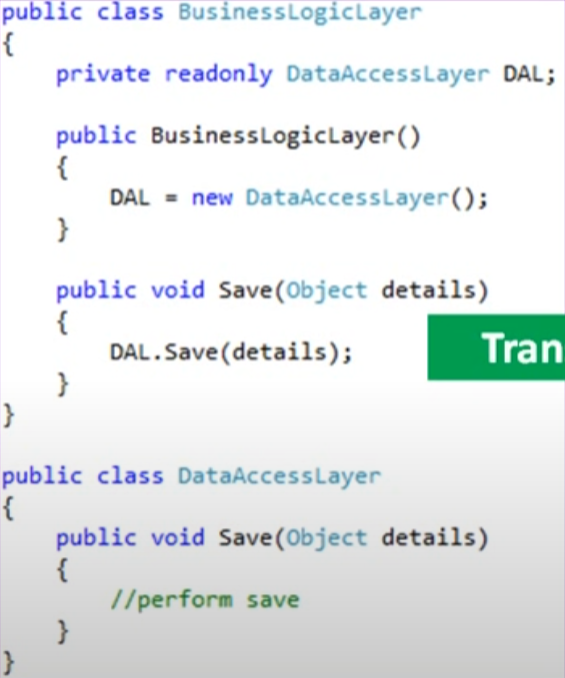 public class BusinessLogicLayer
{
private readonly DataAccessLayer DAL;
public BusinessLogicLayer()
{
DAL = new DataAccessLayer();
}
public void Save(Object details)
{
DAL.Save(details);
Tran
}
}
public class DataAccessLayer
{
public void Save(Object details)
{
//perform save
}
}